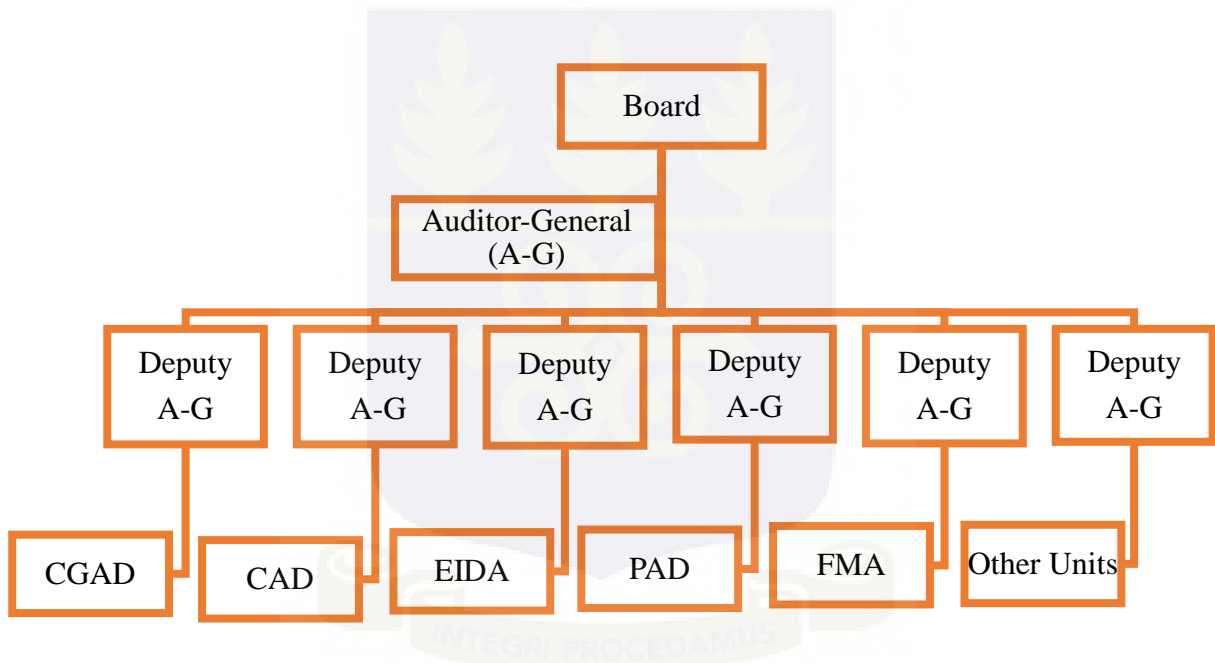 Board
Auditor-General
(A-G)
Deputy
A-G
Deputy
A-G
Deputy
A-G
Deputy
A-G
Deputy
A-G
Deputy
A-G
CGAD
CAD
EIDA
PAD
FMA
Other Units
INTEGRI PROCEDAMUS